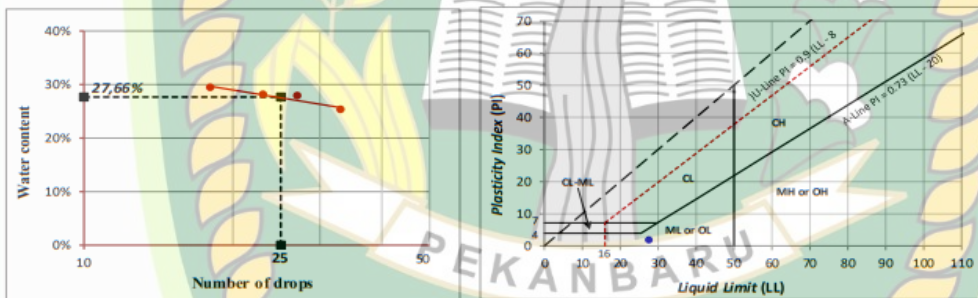 40%
30%
20%
10%
0%
27,66%
Water content
10
25
50
Number of drops
70
60
50
40
30
20
10
7
4
0
Plasticity Index (PI)
)U-Line PI = 0.9 (LL - 8
A-Line PI = 0.73 (LL - 20)
CH
CL
CL-ML
MH or OH
ML or OL
0 10 16 20 30 40 50 60 70 80 90 100 110
Liquid Limit (LL)
PEKANBARU